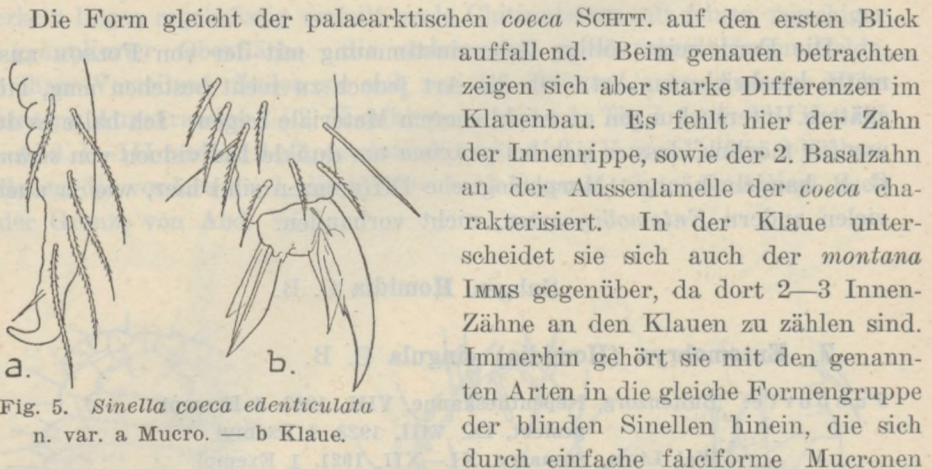 Die Form gleicht der palaearktischen coeca SCHTT. auf den ersten Blick
auffallend. Beim genauen betrachten
zeigen sich aber starke Differenzen im
Klauenbau. Es fehlt hier der Zahn
der Innenrippe, sowie der 2. Basalzahn
an der Aussenlamelle der coeca cha-
rakterisiert. In der Klaue unter-
scheidet sie sich auch der montana
IMMS gegenüber, da dort 2—3 Innen-
Zähne an den Klauen zu zählen sind.
Immerhin gehört sie mit den genann-
ten Arten in die gleiche Formengruppe
der blinden Sinellen hinein, die sich
durch einfache falciforme Mucronen
a.
b.
Fig. 5. Sinella coeca edenticulata
n. var. a Mucro. — b Klaue.